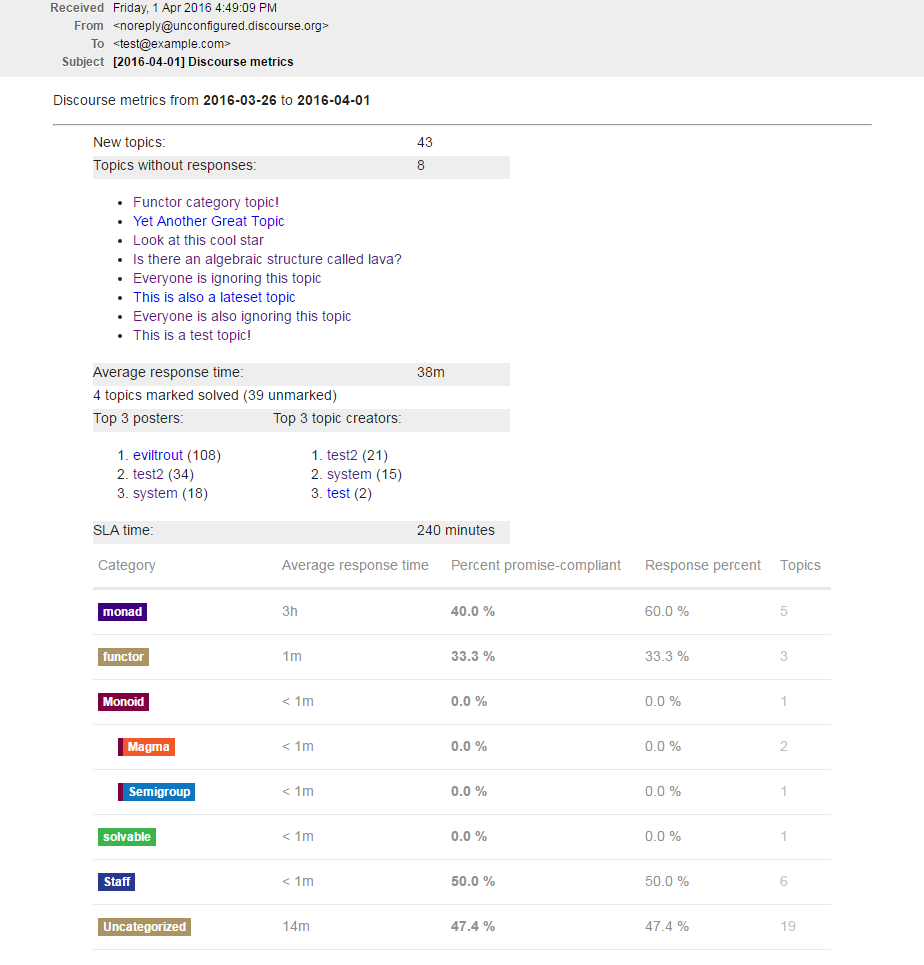 Received Friday, 1 Apr 2016 4:49:09 PM
From <noreply@unconfigured.discourse.org>
To <test@example.com>
Subject [2016-04-01] Discourse metrics
Discourse metrics from 2016-03-26 to 2016-04-01
New topics: 43
Topics without responses: 8
• Functor category topic!
• Yet Another Great Topic
• Look at this cool star
• Is there an algebraic structure called lava?
• Everyone is ignoring this topic
• This is also a lateset topic
• Everyone is also ignoring this topic
• This is a test topic!
Average response time: 38m
4 topics marked solved (39 unmarked)
Top 3 posters: Top 3 topic creators:
1. eviltrout (108) 1. test2 (21)
2. test2 (34) 2. system (15)
3. system (18) 3. test (2)
SLA time: 240 minutes
Category Average response time Percent promise-compliant Response percent Topics
monad 3h 40.0 % 60.0 % 5
functor 1m 33.3 % 33.3 % 3
Monoid < 1m 0.0 % 0.0 % 1
Magma < 1m 0.0 % 0.0 % 2
Semigroup < 1m 0.0 % 0.0 % 1
solvable < 1m 0.0 % 0.0 % 1
Staff < 1m 50.0 % 50.0 % 6
Uncategorized 14m 47.4 % 47.4 % 19